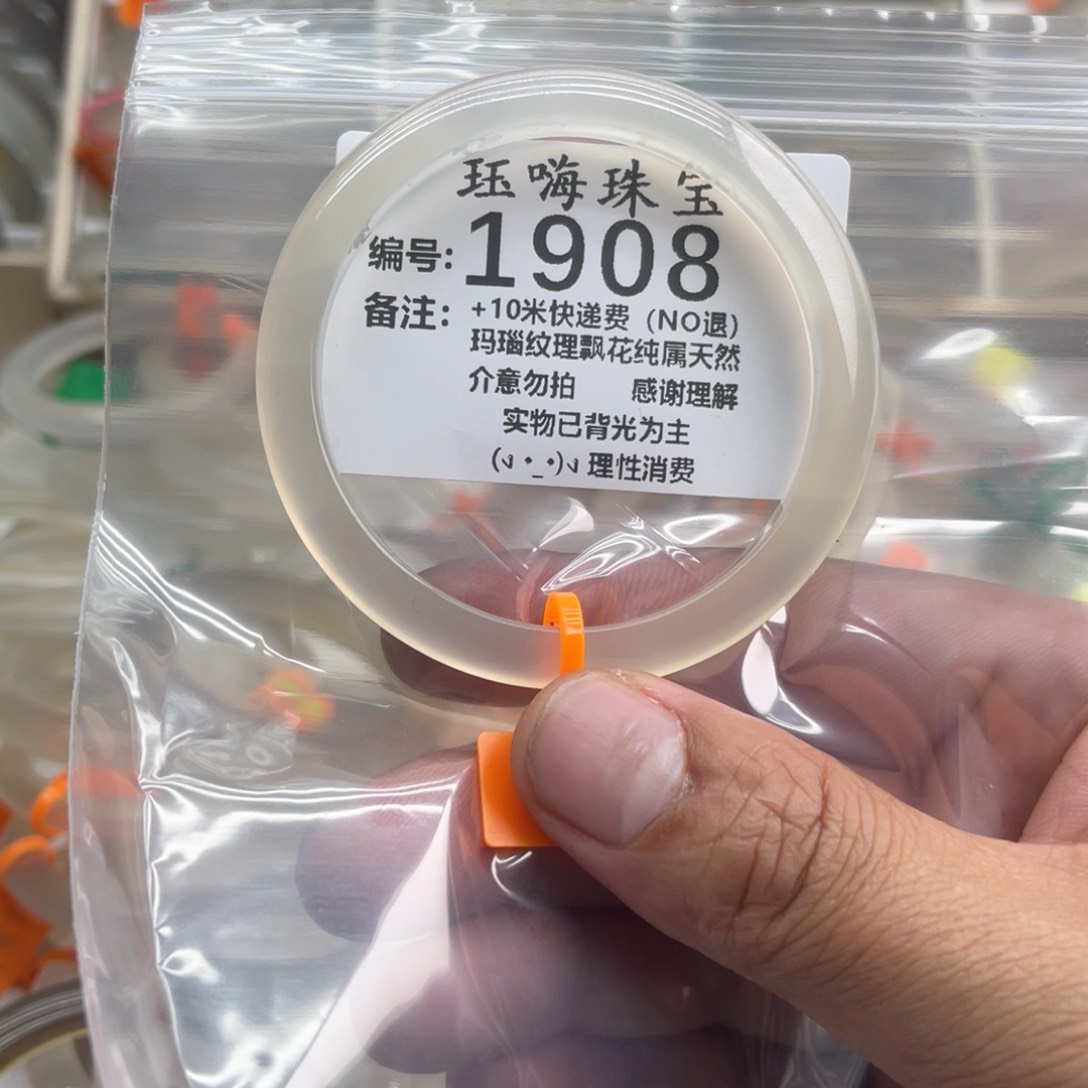 珏嗨珠宝
编号:1908
备注: +10米快递费（NO退）
玛瑙纹理飘花纯属天然
介意勿拍 感谢理解
实物已背光为主
(ง •_•)ง 理性消费